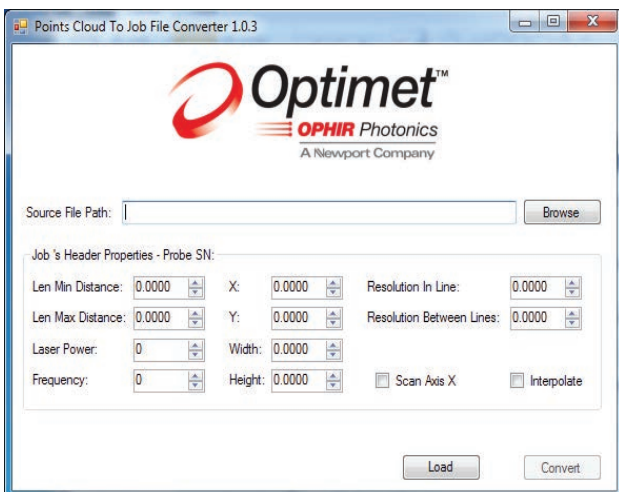 Points Cloud To Job File Converter 1.0.3
Optimet™
OPHIR Photonics
A Newport Company
Source File Path: Browse
Job 's Header Properties - Probe SN:
Len Min Distance: 0.0000 X: 0.0000 Resolution In Line: 0.0000
Len Max Distance: 0.0000 Y: 0.0000 Resolution Between Lines: 0.0000
Laser Power: 0 Width: 0.0000
Frequency: 0 Height: 0.0000 Scan Axis X Interpolate
Load Convert